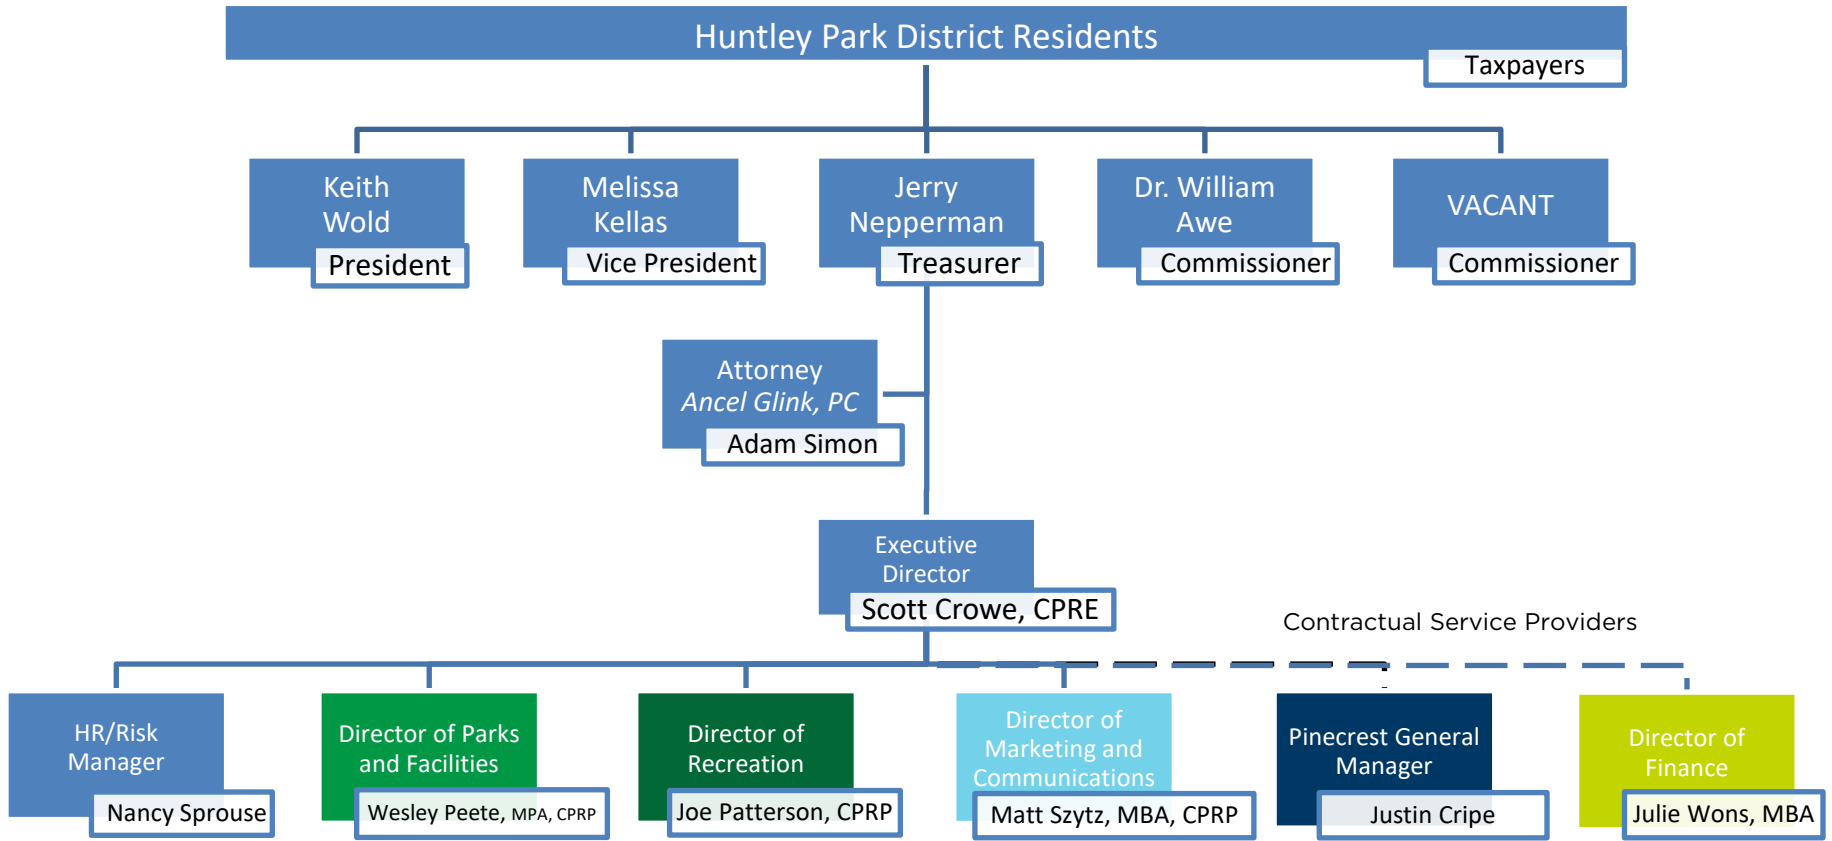 Huntley Park District Residents
Taxpayers
Keith
Wold
President
Melissa
Kellas
Vice President
Jerry
Nepperman
Treasurer
Dr. William
Awe
Commissioner
VACANT
Commissioner
Attorney
Ancel Glink, PC
Adam Simon
Executive
Director
Scott Crowe, CPRE
Contractual Service Providers
HR/Risk
Manager
Nancy Sprouse
Director of Parks
and Facilities
Wesley Peete, MPA, CPRP
Director of
Recreation
Joe Patterson, CPRP
Director of
Marketing and
Communications
Matt Szytz, MBA, CPRP
Pinecrest General
Manager
Justin Cripe
Director of
Finance
Julie Wons, MBA